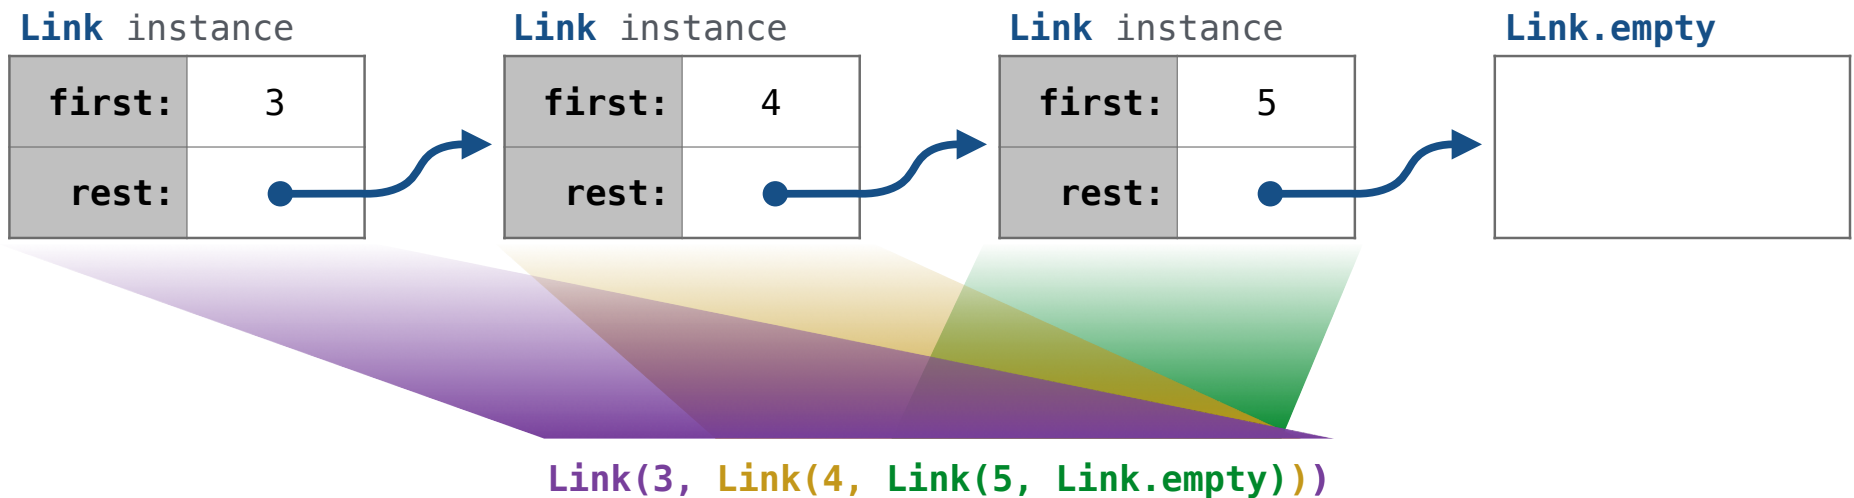 Link instance Link instance Link instance Link.empty
first: 3 first: 4 first: 5
rest: rest: rest:
Link(3, Link(4, Link(5, Link.empty)))